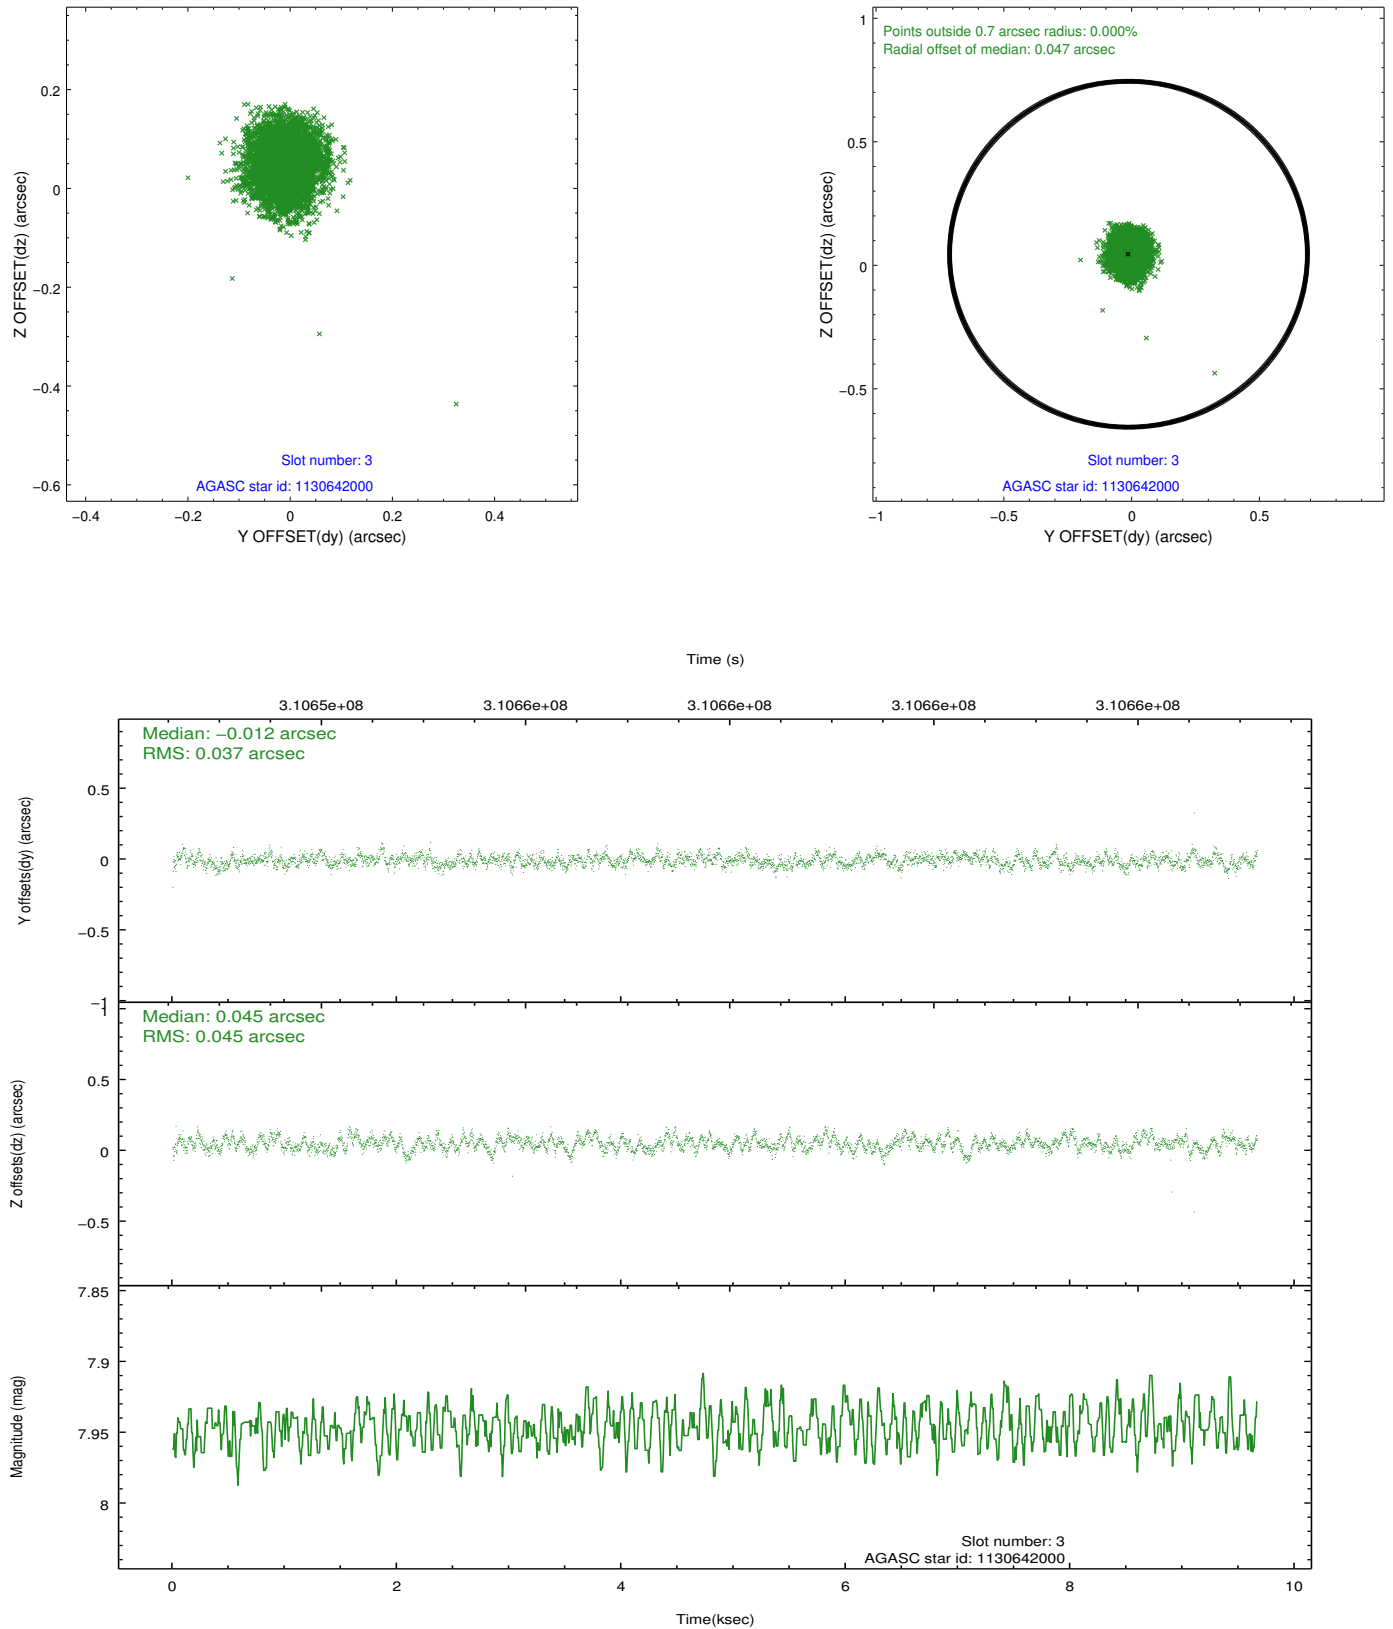 0.2
0
−0.2
−0.4
−0.6
Z OFFSET(dz) (arcsec)
Slot number: 3
AGASC star id: 1130642000
−0.4
−0.2
0
0.2
0.4
Y OFFSET(dy) (arcsec)
Points outside 0.7 arcsec radius: 0.000%
Radial offset of median: 0.047 arcsec
1
0.5
0
−0.5
Z OFFSET(dz) (arcsec)
Slot number: 3
AGASC star id: 1130642000
−1
−0.5
0
0.5
Y OFFSET(dy) (arcsec)
Time (s)
3.1065e+08
3.1066e+08
3.1066e+08
3.1066e+08
3.1066e+08
Median: −0.012 arcsec
RMS: 0.037 arcsec
0.5
0
−0.5
−1
Y offsets(dy) (arcsec)
Median: 0.045 arcsec
RMS: 0.045 arcsec
1
0.5
0
−0.5
Z offsets(dz) (arcsec)
7.85
7.9
7.95
8
Magnitude (mag)
Slot number: 3
AGASC star id: 1130642000
0
2
4
6
8
10
Time(ksec)